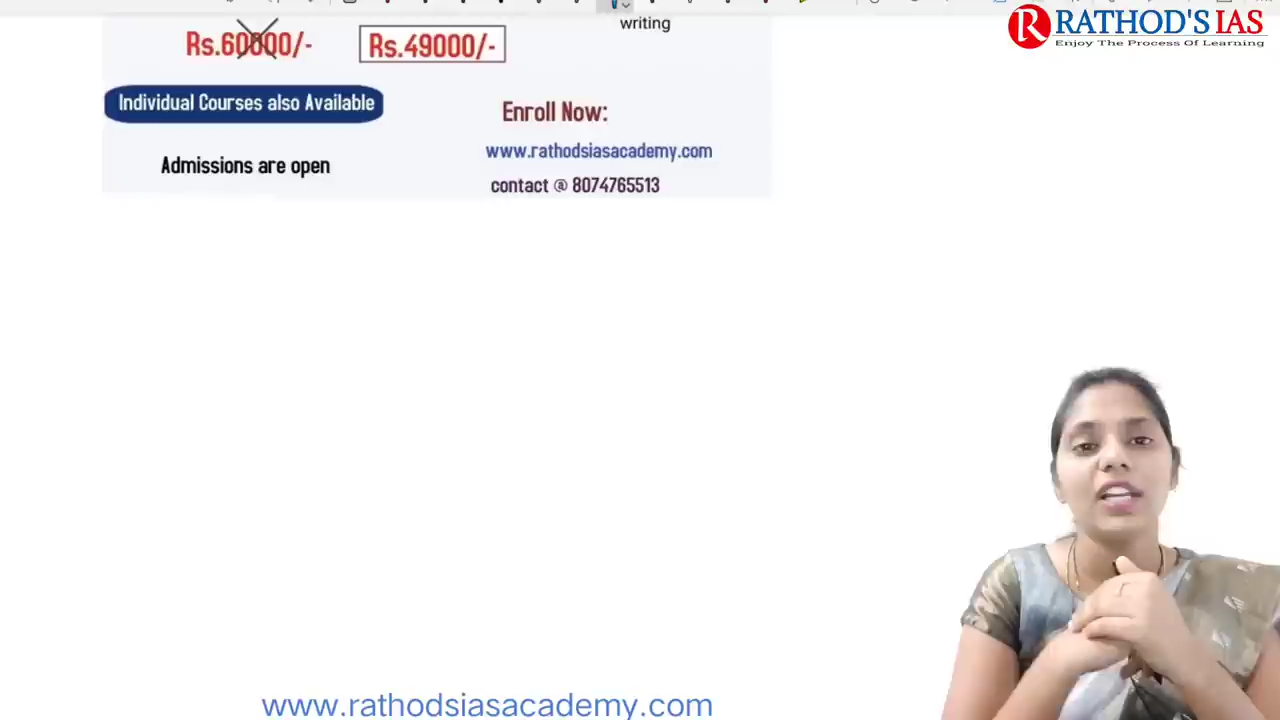 writing
RATHOD'S IAS
Enjoy The Process Of Learning
Rs.60000/- Rs.49000/-
Individual Courses also Available
Enroll Now:
www.rathodsiasacademy.com
Admissions are open
contact @ 8074765513
www.rathodsiasacademy.com